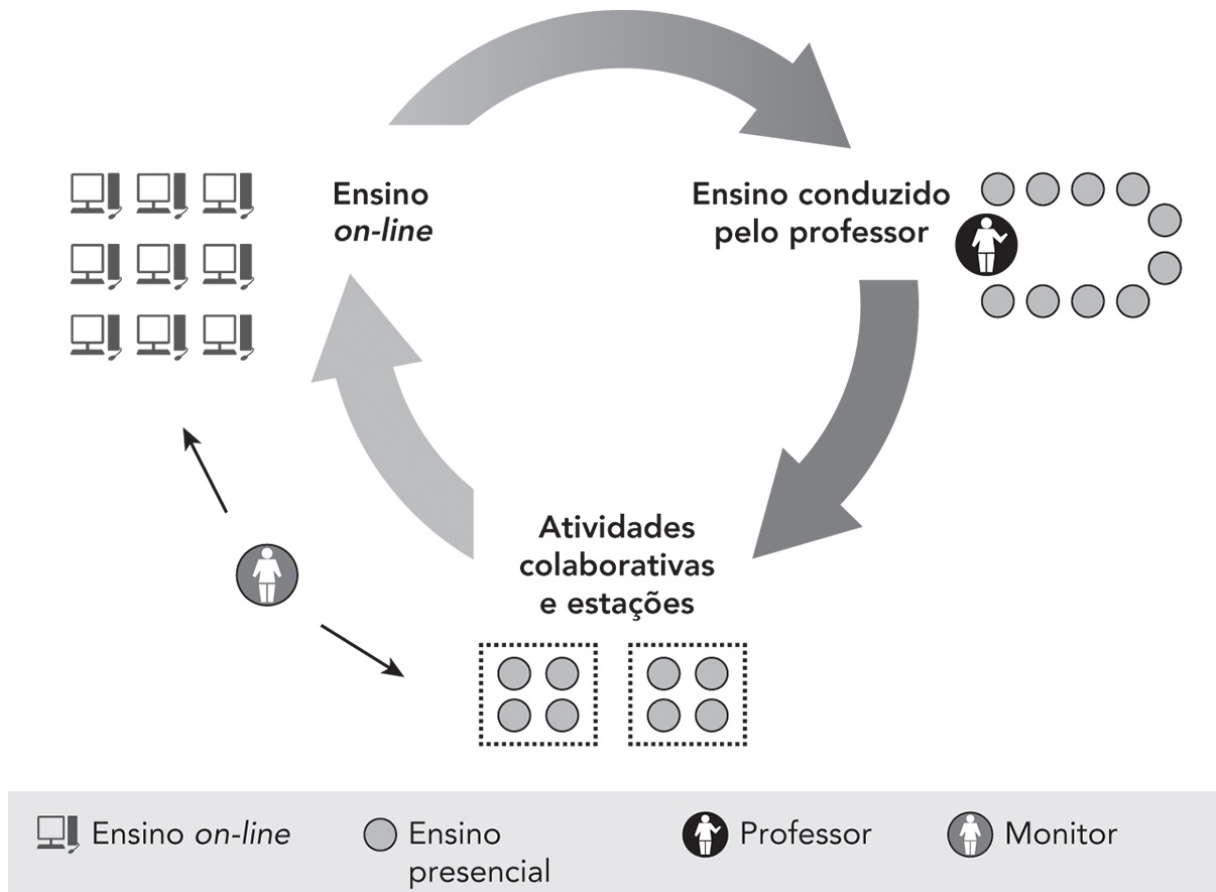 Ensino
on-line
Ensino conduzido
pelo professor
Atividades
colaborativas
e estações
Ensino on-line
Ensino
presencial
Professor
Monitor